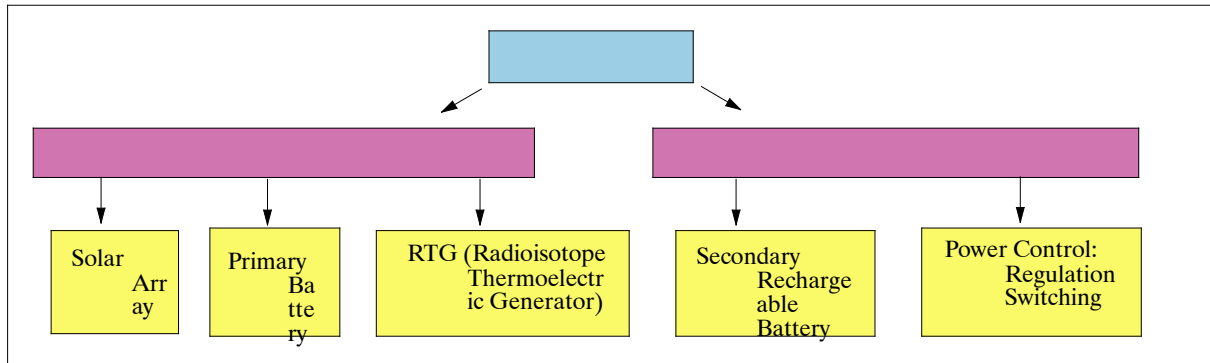 Solar
Arr
ay
Primary
Ba
tte
ry
RTG (Radioisotope
Thermoelectr
ic Generator)
Secondary
Recharge
able
Battery
Power Control:
Regulation
Switching